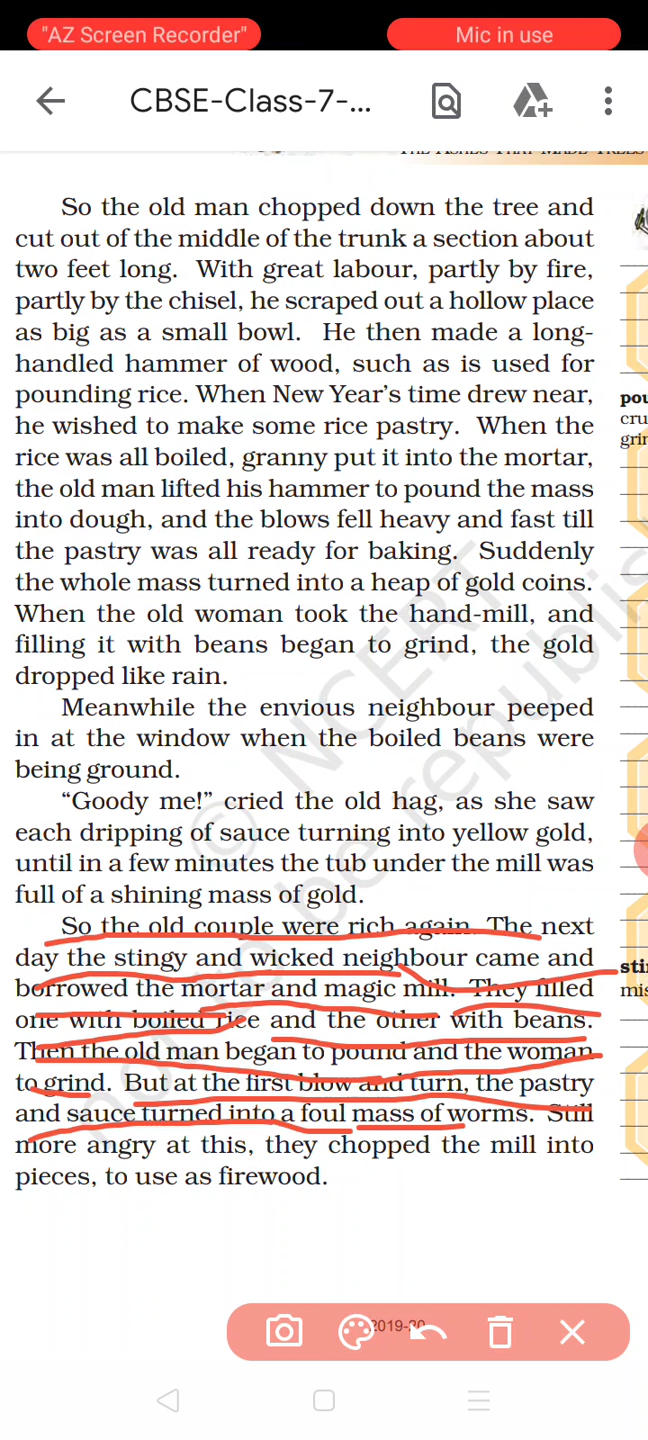 "AZ Screen Recorder"
Mic in use
CBSE-Class-7-...
So the old man chopped down the tree and
cut out of the middle of the trunk a section about
two feet long. With great labour, partly by fire,
partly by the chisel, he scraped out a hollow place
as big as a small bowl. He then made a long-
handled hammer of wood, such as is used for
pounding rice. When New Year's time drew near,
he wished to make some rice pastry. When the
rice was all boiled, granny put it into the mortar,
the old man lifted his hammer to pound the mass
into dough, and the blows fell heavy and fast till
the pastry was all ready for baking. Suddenly
the whole mass turned into a heap of gold coins.
When the old woman took the hand-mill, and
filling it with beans began to grind, the gold
dropped like rain.
Meanwhile the envious neighbour peeped
in at the window when the boiled beans were
being ground.
“Goody me!” cried the old hag, as she saw
each dripping of sauce turning into yellow gold,
until in a few minutes the tub under the mill was
full of a shining mass of gold.
So the old couple were rich again. The next
day the stingy and wicked neighbour came and
borrowed the mortar and magic mill. They filled
one with boiled rice and the other with beans.
Then the old man began to pound and the woman
to grind. But at the first blow and turn, the pastry
and sauce turned into a foul mass of worms. Still
more angry at this, they chopped the mill into
pieces, to use as firewood.
pou
cru
grin
sti
mis
© NCERT
not to be republis
2019-20